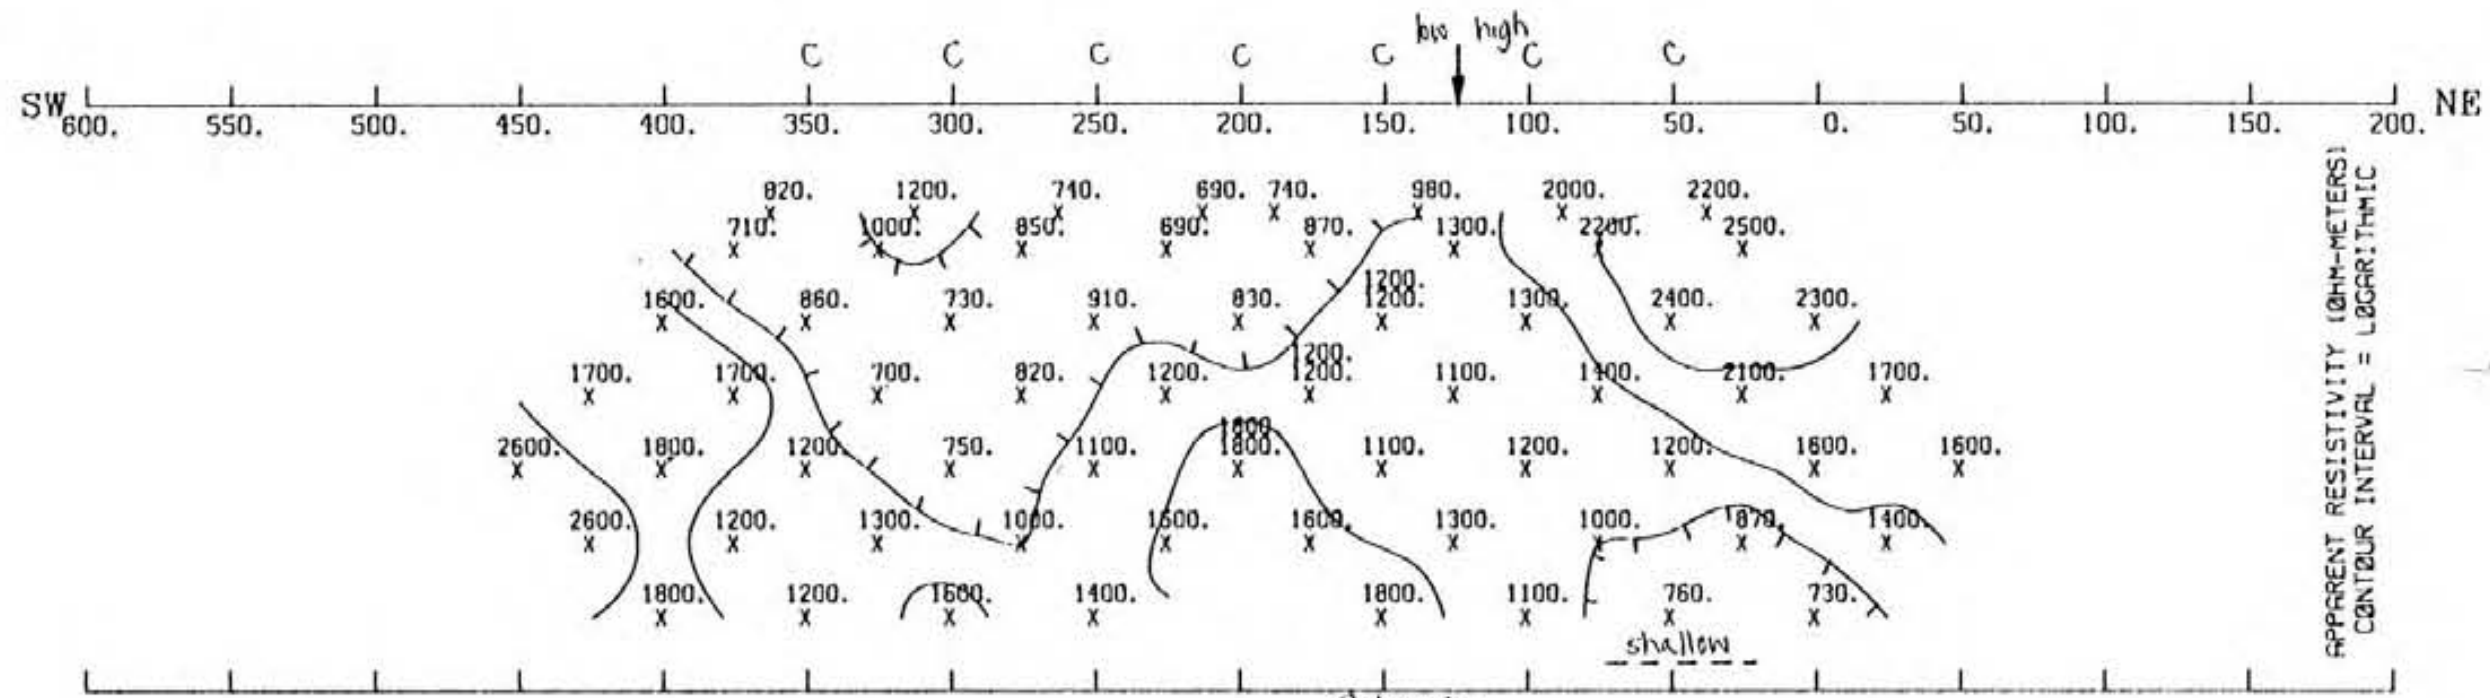 low high
C C C C C C C
SW NE
600. 550. 500. 450. 400. 350. 300. 250. 200. 150. 100. 50. 0. 50. 100. 150. 200.
820. 1200. 740. 690. 740. 980. 2000. 2200.
710. 1000. 850. 690. 870. 1300. 2200. 2500.
1200.
1600. 860. 730. 910. 830. 1200. 1300. 2400. 2300.
1200.
1700. 1700. 700. 820. 1200. 1200. 1100. 1400. 2100. 1700.
1800.
2600. 1800. 1200. 750. 1100. 1800. 1100. 1200. 1200. 1600. 1600.
2600. 1200. 1300. 1000. 1600. 1600. 1300. 1000. 870. 1400.
1800. 1200. 1600. 1400. 1800. 1100. 760. 730.
shallow
APPARENT RESISTIVITY (OHM-METERS)
CONTOUR INTERVAL = LOGARITHMIC